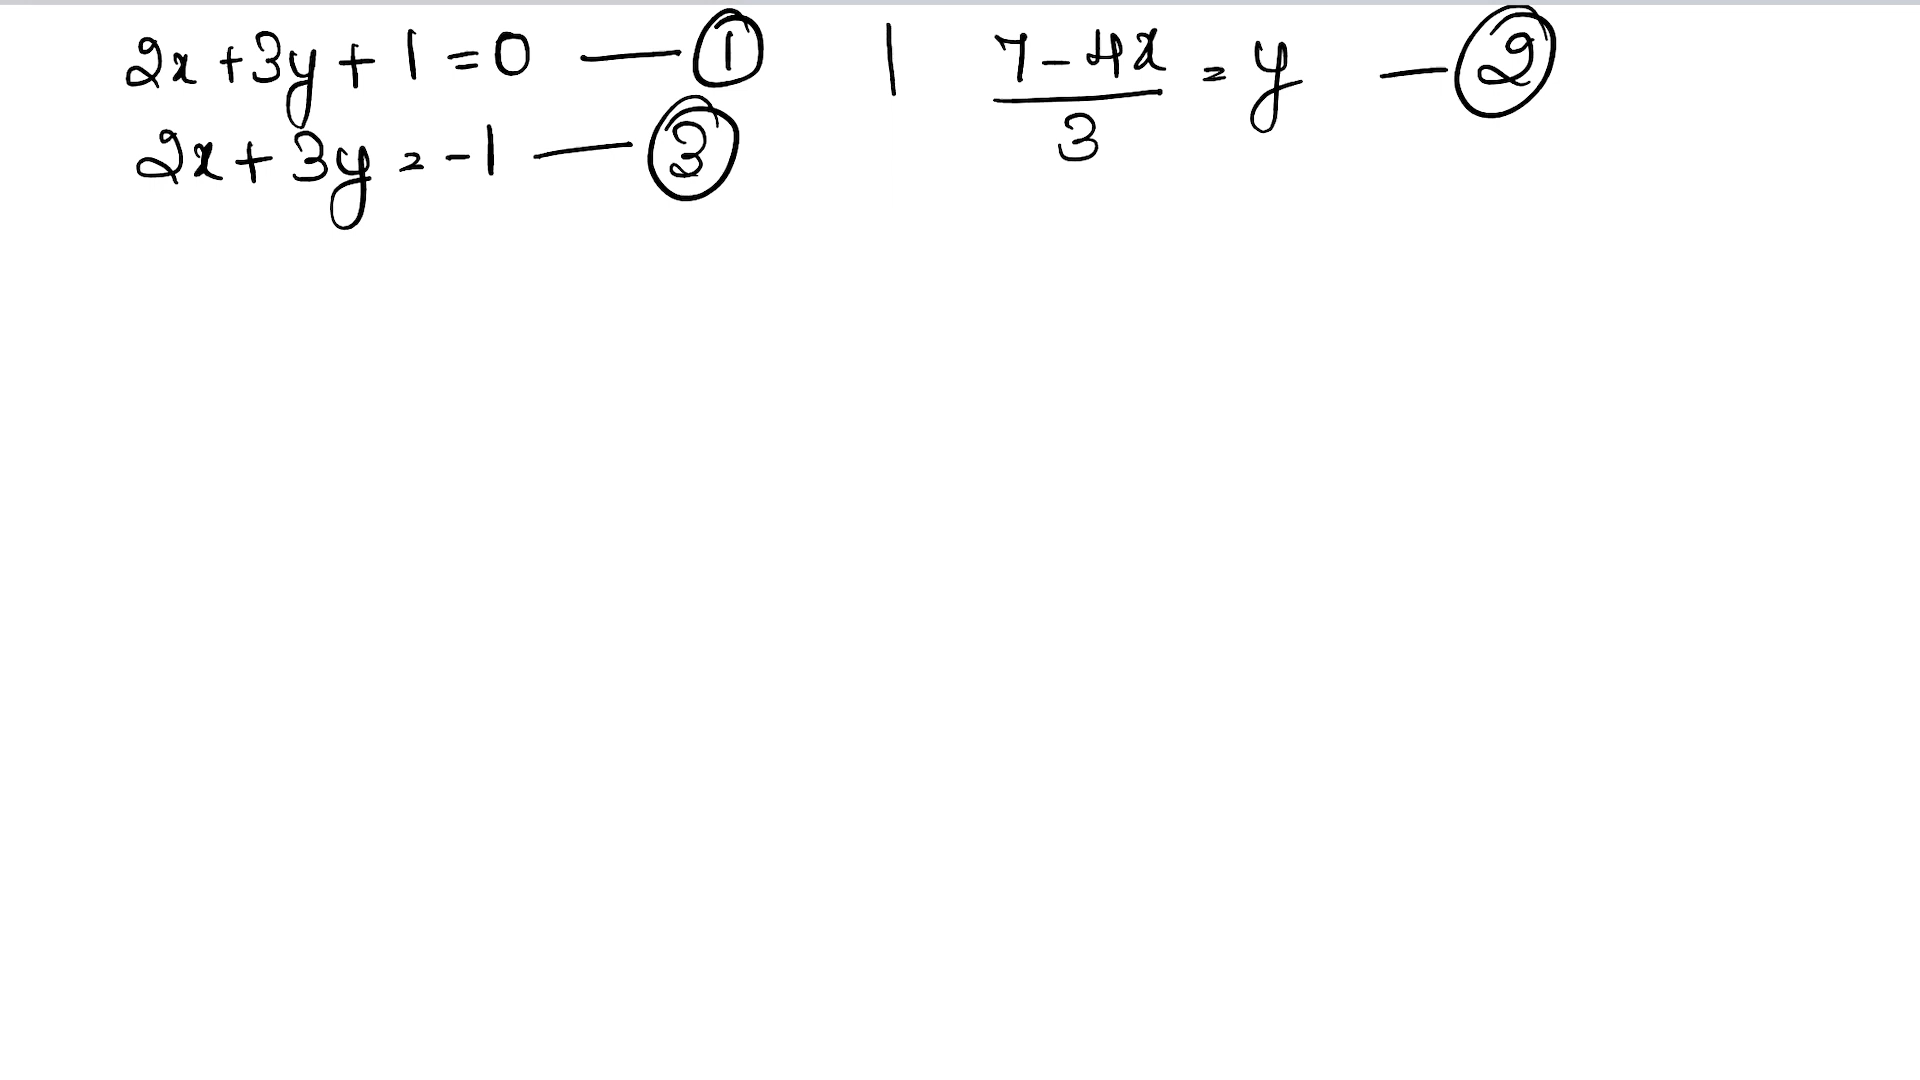 2x + 3y + 1 = 0 — ① | (7 - 4x)/3 = y — ②
2x + 3y = -1 — ③